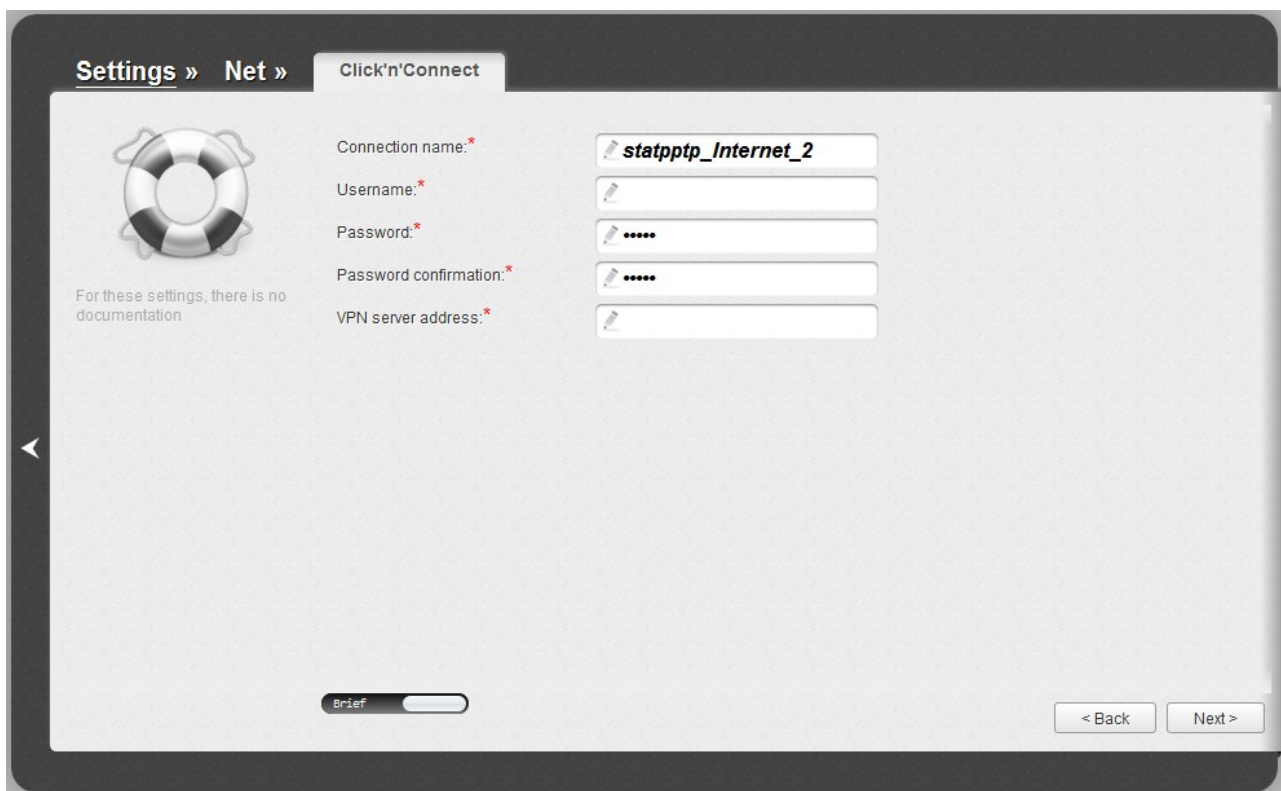 Settings » Net » Click'n'Connect
Connection name:* statpptp_Internet_2
Username:*
Password:* •••••
Password confirmation:* •••••
VPN server address:*
For these settings, there is no
documentation
Brief
< Back Next >